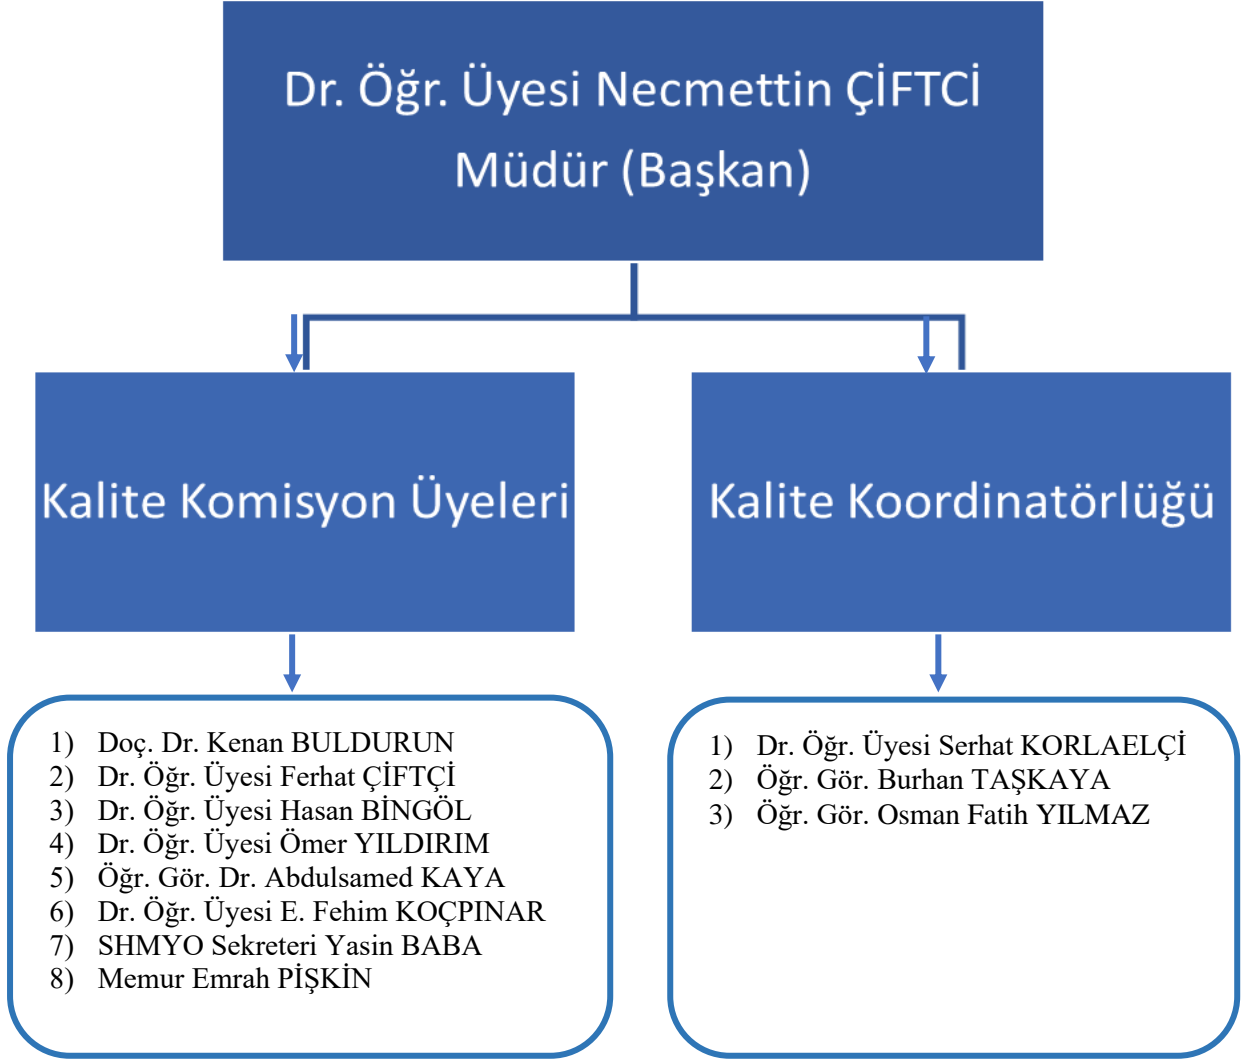 Dr. Öğr. Üyesi Necmettin ÇİFTCİ
Müdür (Başkan)
Kalite Komisyon Üyeleri
Kalite Koordinatörlüğü
1) Doç. Dr. Kenan BULDURUN
2) Dr. Öğr. Üyesi Ferhat ÇİFTÇİ
3) Dr. Öğr. Üyesi Hasan BİNGÖL
4) Dr. Öğr. Üyesi Ömer YILDIRIM
5) Öğr. Gör. Dr. Abdulsamed KAYA
6) Dr. Öğr. Üyesi E. Fehim KOÇPINAR
7) SHMYO Sekreteri Yasin BABA
8) Memur Emrah PİŞKİN
1) Dr. Öğr. Üyesi Serhat KORLAELÇİ
2) Öğr. Gör. Burhan TAŞKAYA
3) Öğr. Gör. Osman Fatih YILMAZ